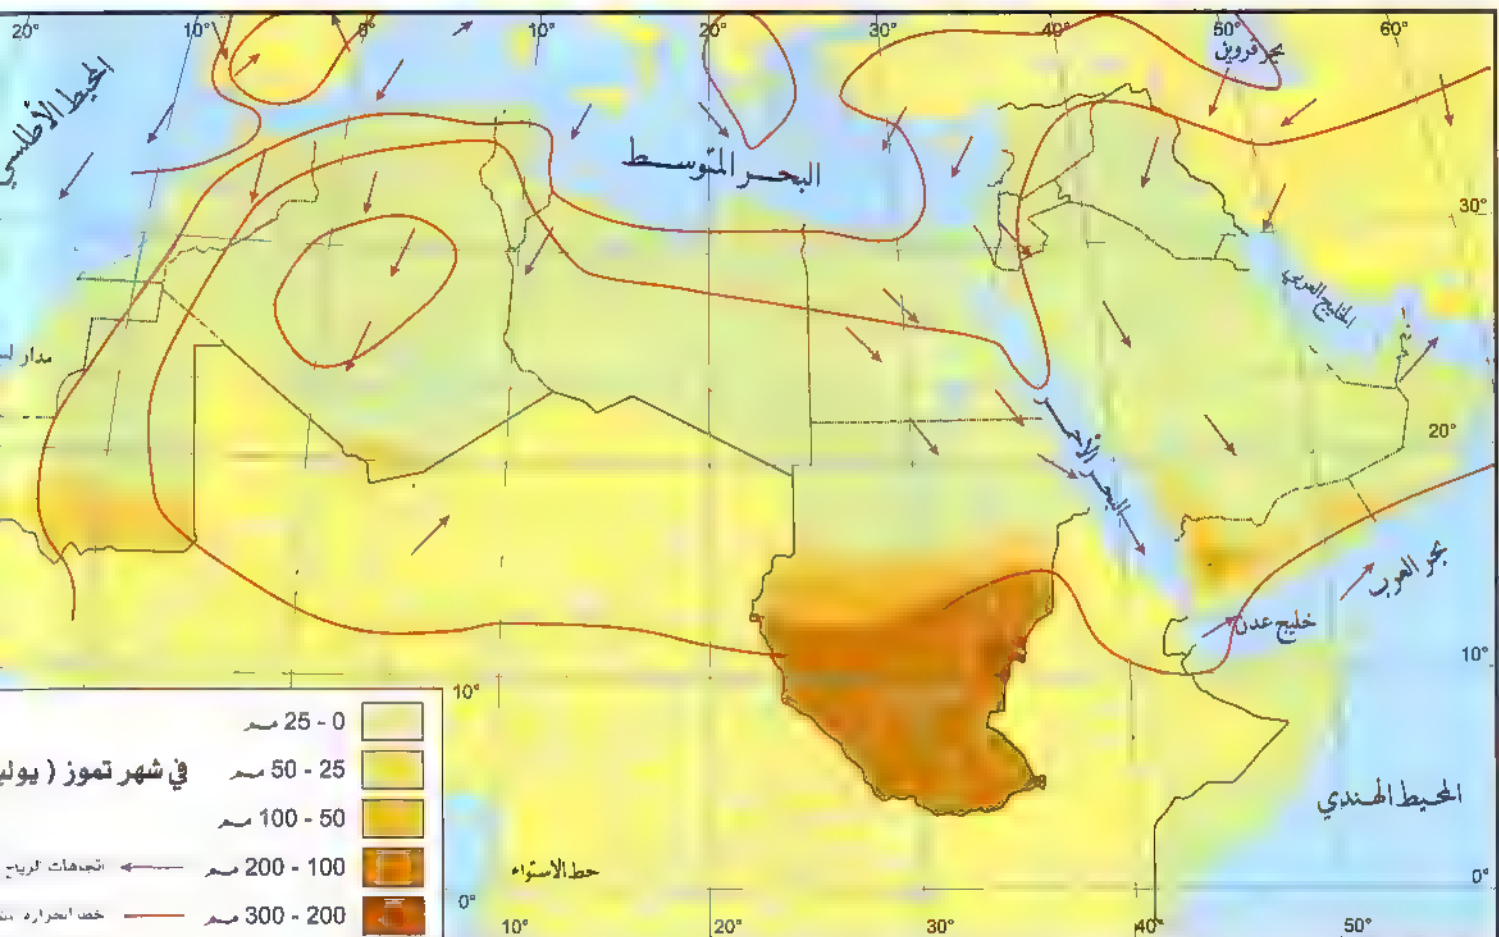 20° 10° 0° 10° 20° 30° 40° 50° 60°
بحر قزوين
المحيط الأطلسي
البحر المتوسط
30°
الخليج العربي
مدار
20°
البحر الأحمر
بحر العرب
خليج عدن
10°
10°
0 - 25 مم
25 - 50 مم
في شهر تموز ( يولي
50 - 100 مم
المحيط الهندي
100 - 200 مم
اتجاهات الرياح
خط الاستواء
0°
0°
200 - 300 مم
خط الحرارة
10° 20° 30° 40° 50°